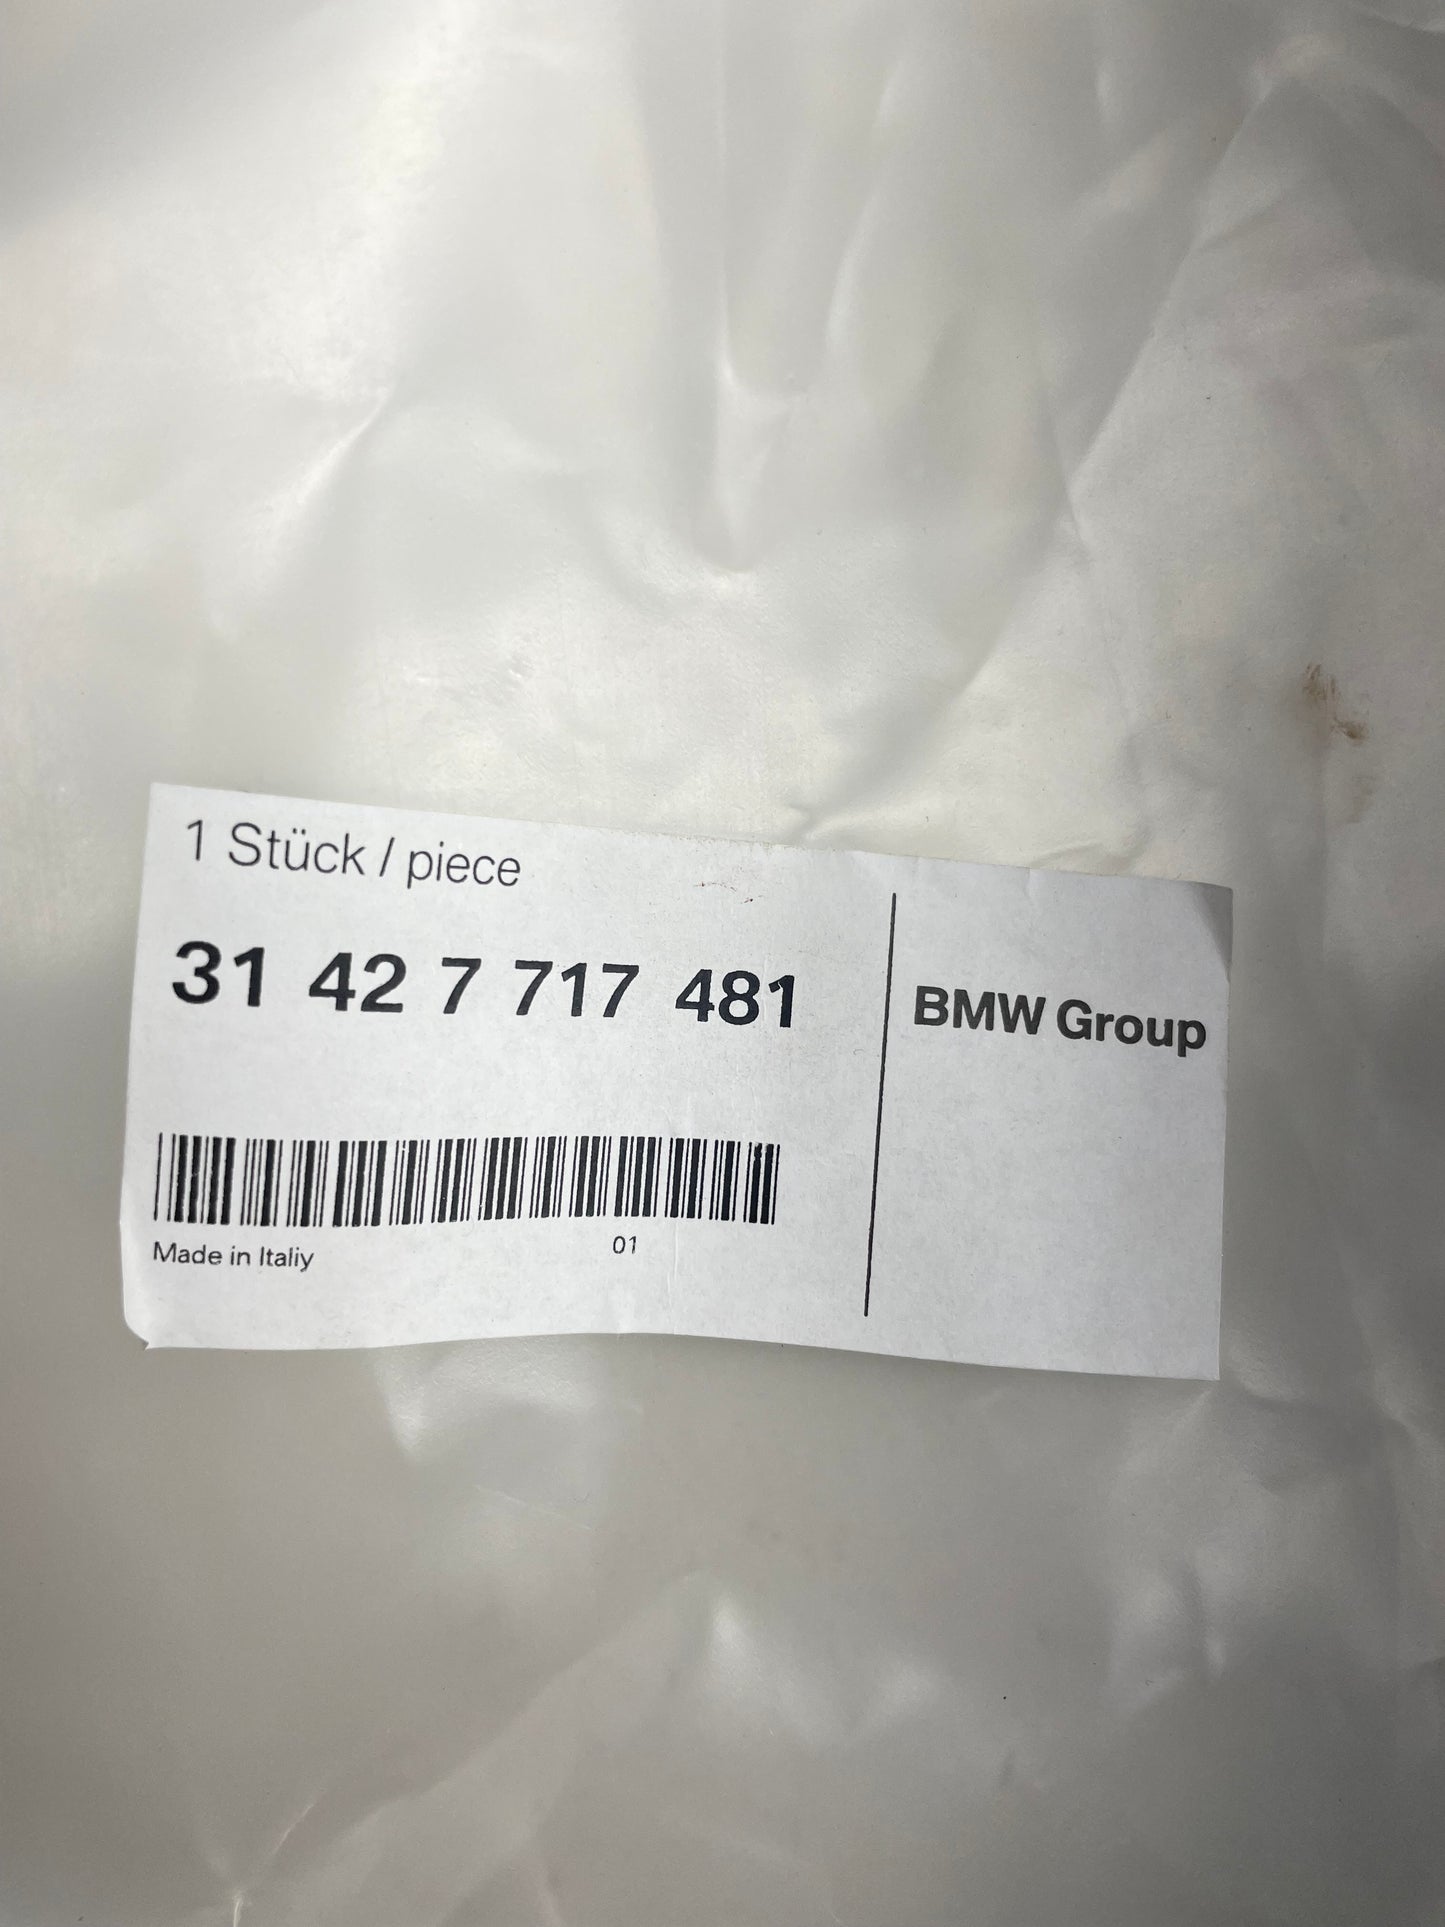 1 Stück / piece
31 42 7 717 481
BMW Group
Made in Italiy
01